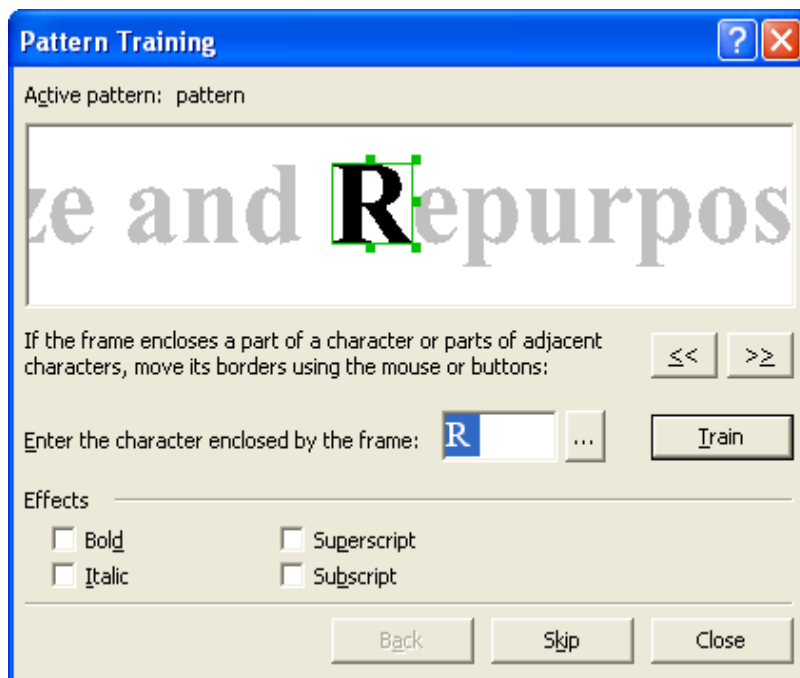 Pattern Training
Active pattern: pattern
ze and Repurpos
If the frame encloses a part of a character or parts of adjacent
characters, move its borders using the mouse or buttons:
<< >>
Enter the character enclosed by the frame: R ... Train
Effects
Bold Superscript
Italic Subscript
Back Skip Close